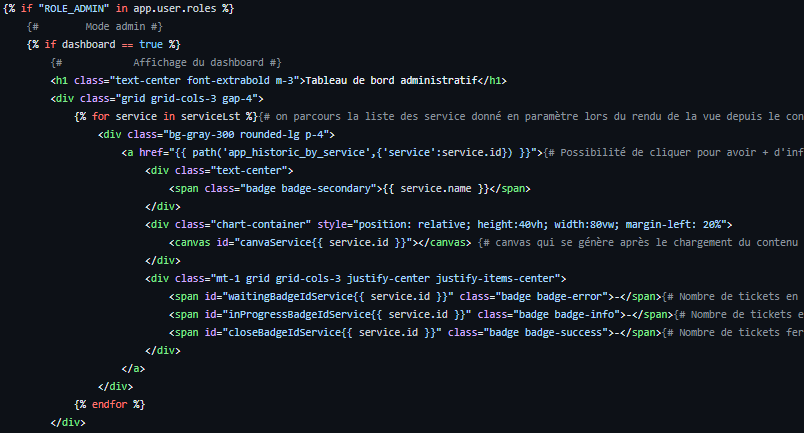 {% if "ROLE_ADMIN" in app.user.roles %}
{# Mode admin #}
{% if dashboard == true %}
{# Affichage du dashboard #}
<h1 class="text-center font-extrabold m-3">Tableau de bord administratif</h1>
<div class="grid grid-cols-3 gap-4">
{% for service in serviceLst %}{# on parcours la liste des service donné en paramètre lors du rendu de la vue depuis le con
<div class="bg-gray-300 rounded-lg p-4">
<a href="{{ path('app_historic_by_service',{'service':service.id}) }}">{# Possibilité de cliquer pour avoir + d'inf
<div class="text-center">
<span class="badge badge-secondary">{{ service.name }}</span>
</div>
<div class="chart-container" style="position: relative; height:40vh; width:80vw; margin-left: 20%">
<canvas id="canvaService{{ service.id }}"></canvas> {# canvas qui se génère après le chargement du contenu
</div>
<div class="mt-1 grid grid-cols-3 justify-center justify-items-center">
<span id="waitingBadgeIdService{{ service.id }}" class="badge badge-error">-</span>{# Nombre de tickets en
<span id="inProgressBadgeIdService{{ service.id }}" class="badge badge-info">-</span>{# Nombre de tickets e
<span id="closeBadgeIdService{{ service.id }}" class="badge badge-success">-</span>{# Nombre de tickets fer
</div>
</a>
</div>
{% endfor %}
</div>